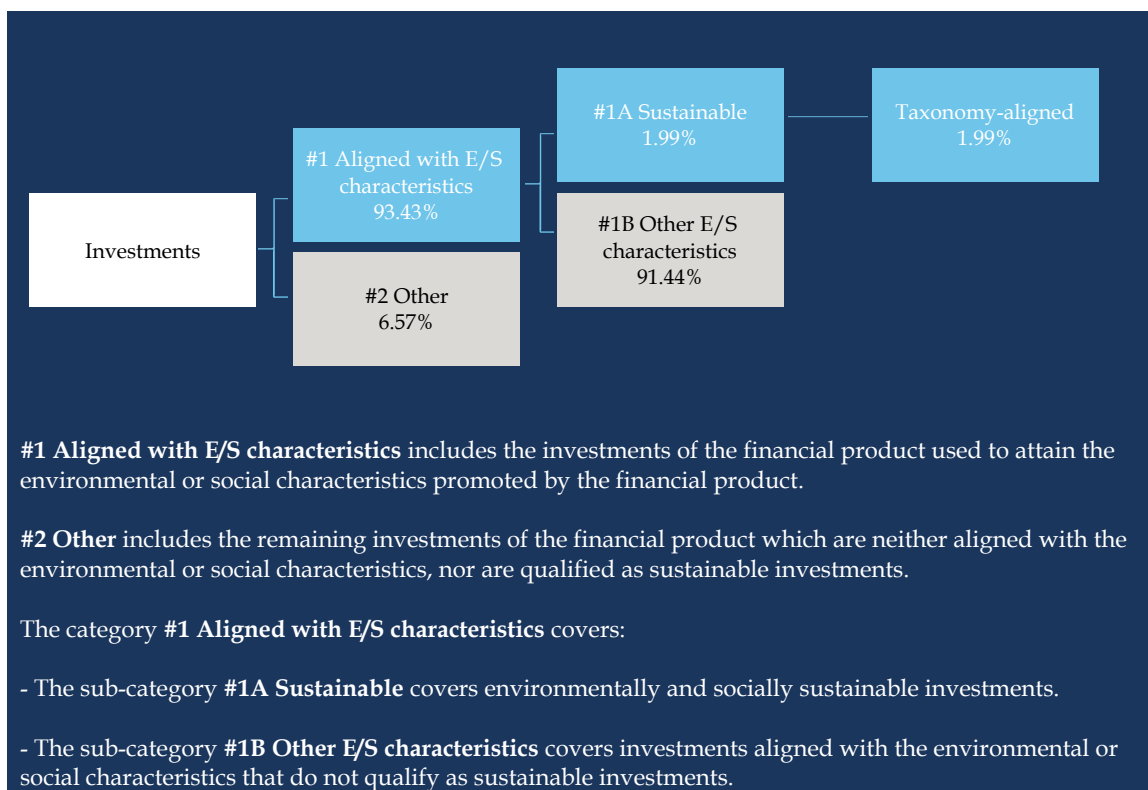 Investments
#1 Aligned with E/S
characteristics
93.43%
#2 Other
6.57%
#1A Sustainable
1.99%
#1B Other E/S
characteristics
91.44%
Taxonomy-aligned
1.99%
#1 Aligned with E/S characteristics includes the investments of the financial product used to attain the
environmental or social characteristics promoted by the financial product.
#2 Other includes the remaining investments of the financial product which are neither aligned with the
environmental or social characteristics, nor are qualified as sustainable investments.
The category #1 Aligned with E/S characteristics covers:
- The sub-category #1A Sustainable covers environmentally and socially sustainable investments.
- The sub-category #1B Other E/S characteristics covers investments aligned with the environmental or
social characteristics that do not qualify as sustainable investments.